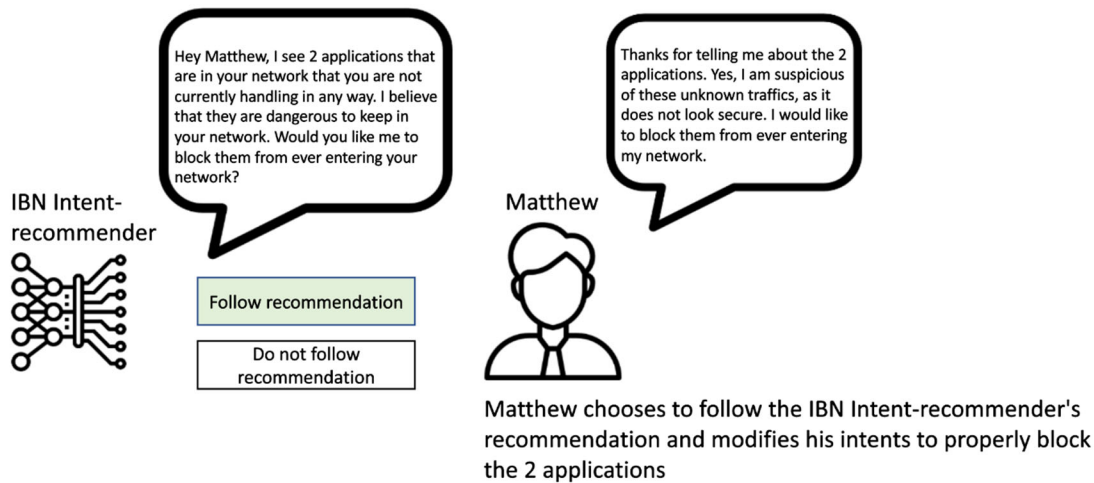 Hey Matthew, I see 2 applications that
are in your network that you are not
currently handling in any way. I believe
that they are dangerous to keep in
your network. Would you like me to
block them from ever entering your
network?
Thanks for telling me about the 2
applications. Yes, I am suspicious
of these unknown traffics, as it
does not look secure. I would like
to block them from ever entering
my network.
IBN Intent-
recommender
Matthew
Follow recommendation
Do not follow
recommendation
Matthew chooses to follow the IBN Intent-recommender's
recommendation and modifies his intents to properly block
the 2 applications